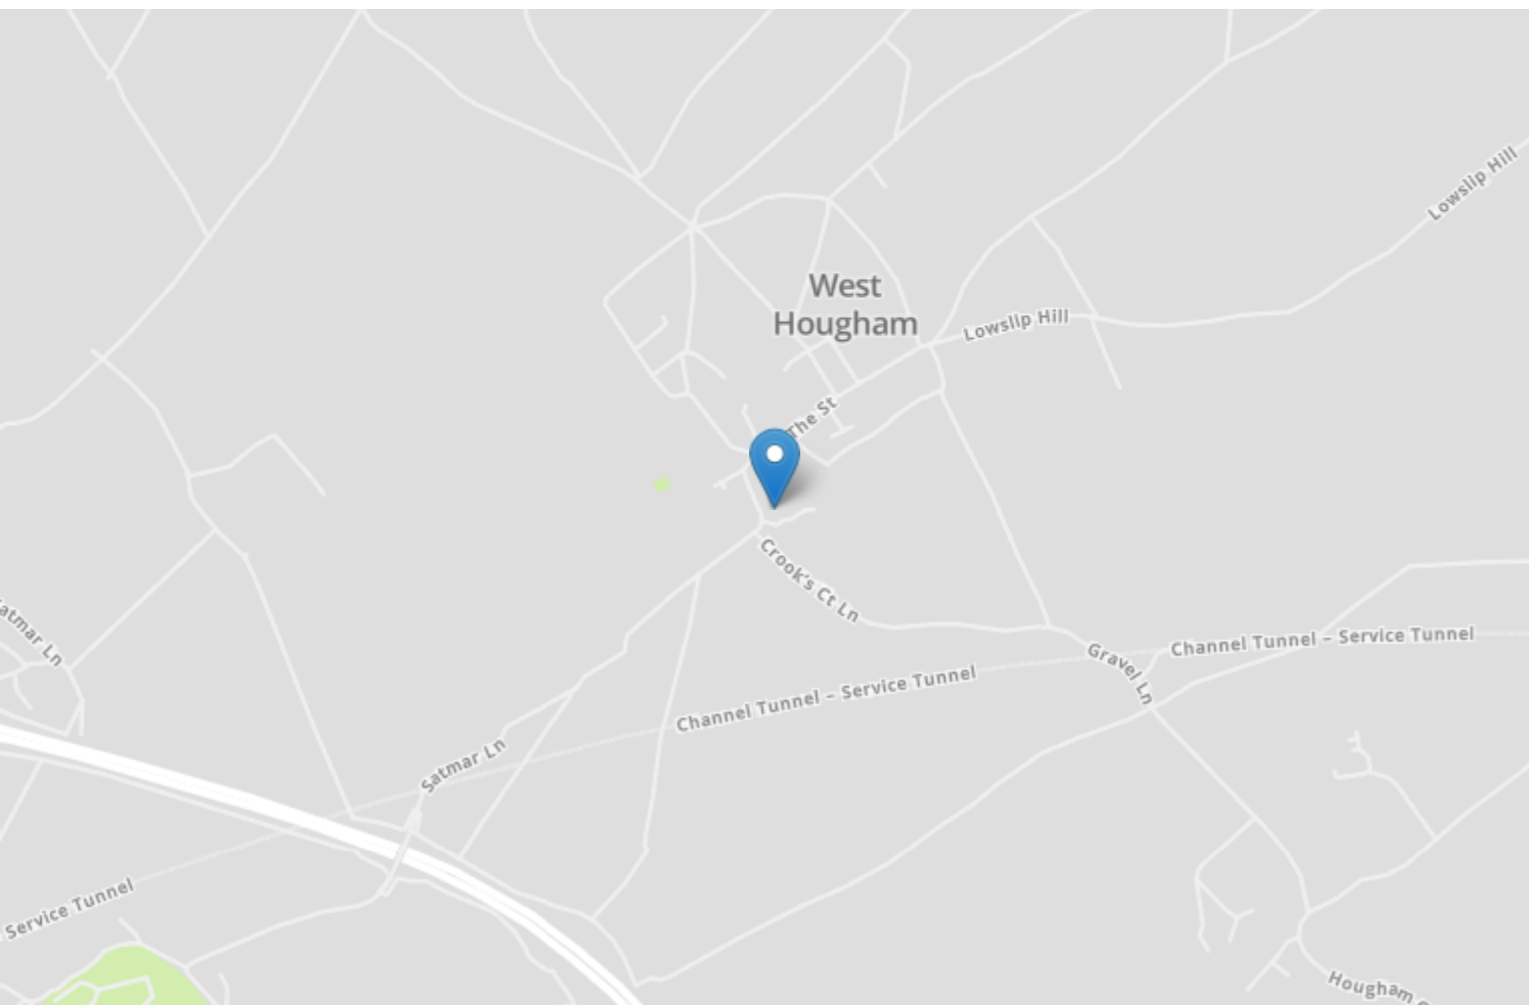 Lowslip Hill
West
Hougham
Lowslip Hill
The St
Crook's Ct Ln
Satmar Ln
Channel Tunnel – Service Tunnel
Gravel Ln
Channel Tunnel – Service Tunnel
Satmar Ln
Service Tunnel
Hougham